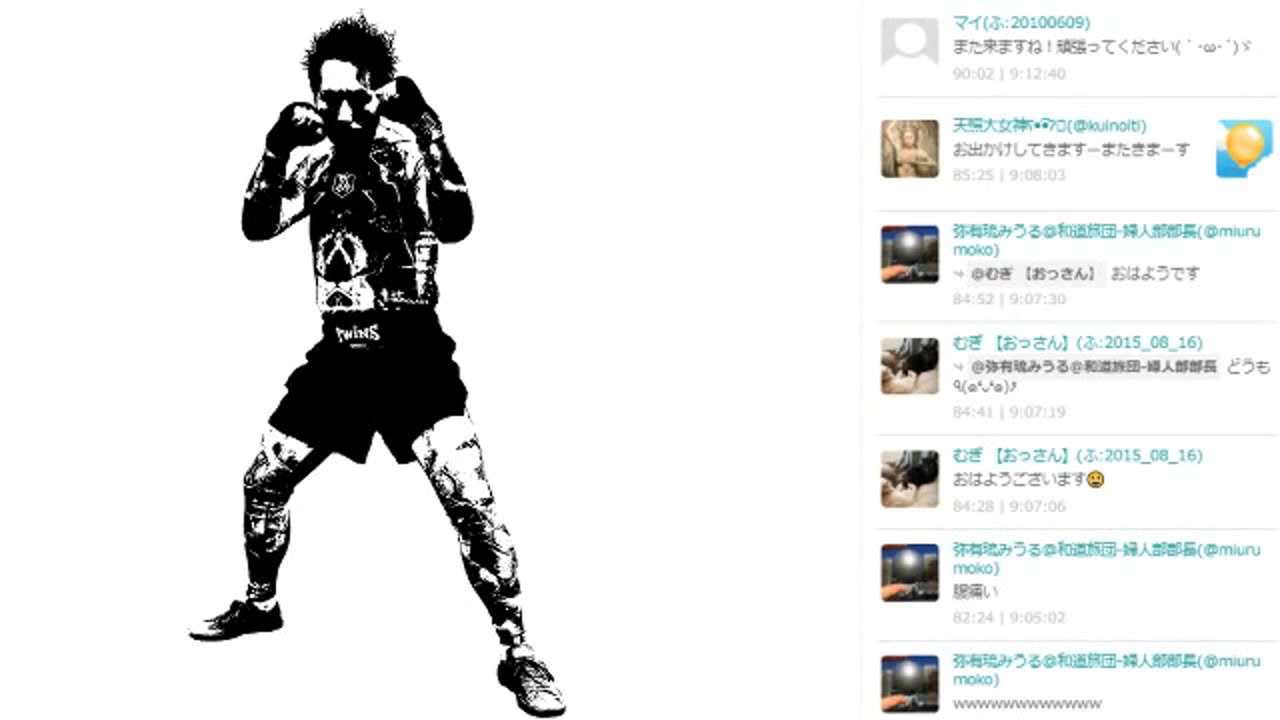 TWINS
マイ(ふ:20100609)
また来ますね！頑張ってください( ｀･ω･´)ゞ
90:02 | 9:12:40
(@kuinoiti)
お出かけしてきますーまたきまーす
85:25 | 9:08:03
弥有琉みうる@和道旅団-婦人部部長(@miuru
moko)
@むぎ 【おっさん】 おはようです
84:52 | 9:07:30
むぎ 【おっさん】(ふ:2015_08_16)
@弥有琉みうる@和道旅団-婦人部部長 どうも
84:41 | 9:07:19
むぎ 【おっさん】(ふ:2015_08_16)
おはようございます
84:28 | 9:07:06
弥有琉みうる@和道旅団-婦人部部長(@miuru
moko)
腹痛い
82:24 | 9:05:02
弥有琉みうる@和道旅団-婦人部部長(@miuru
moko)
wwwwwwwwwwwww